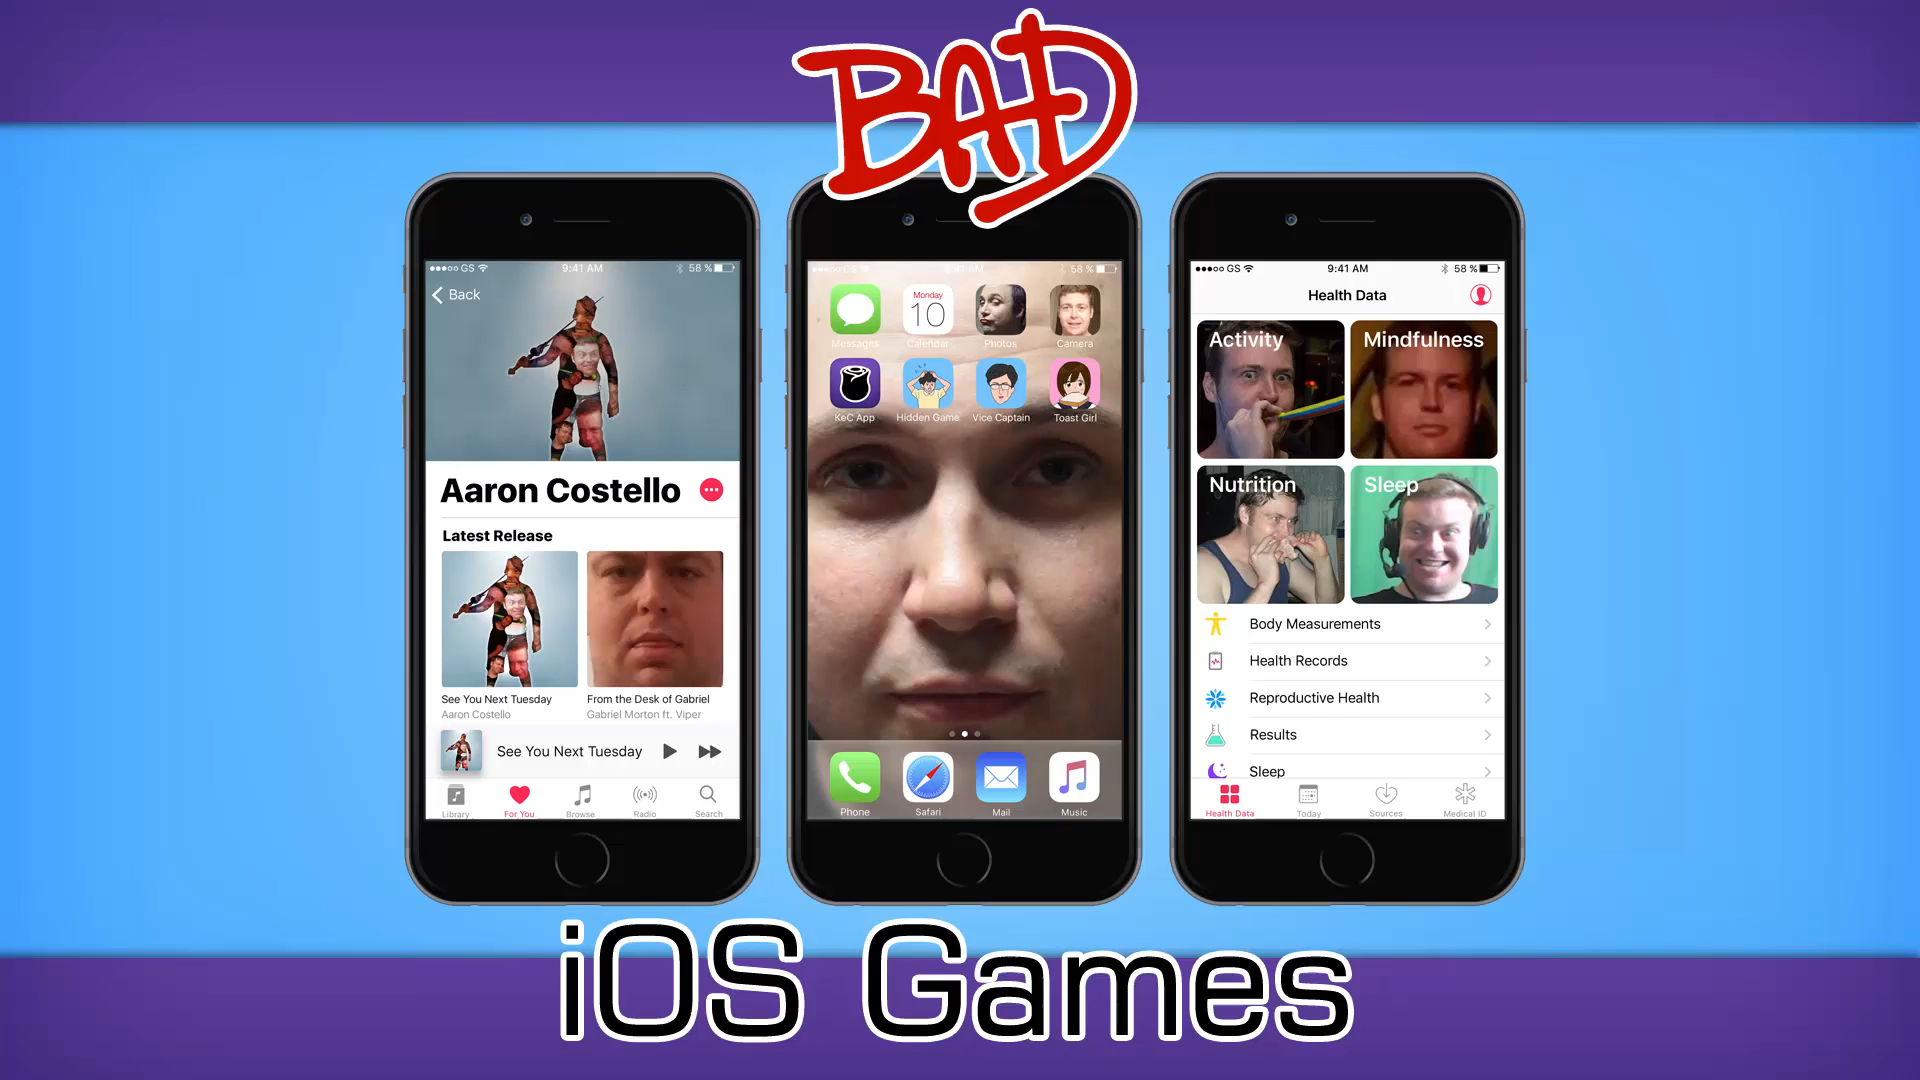 BAD
●●●○○ GS
9:41 AM
58 %
Back
Aaron Costello
Latest Release
See You Next Tuesday
Aaron Costello
From the Desk of Gabriel
Gabriel Morton ft. Viper
See You Next Tuesday
Library
For You
Browse
Radio
Search
58 %
Messages
Monday
10
Calendar
Photos
Camera
KeC App
Hidden Game
Vice Captain
Toast Girl
Phone
Safari
Mail
Music
●●●○○ GS
9:41 AM
58 %
Health Data
Activity
Mindfulness
Nutrition
Sleep
Body Measurements
Health Records
Reproductive Health
Results
Sleep
Health Data
Today
Sources
Medical ID
iOS Games